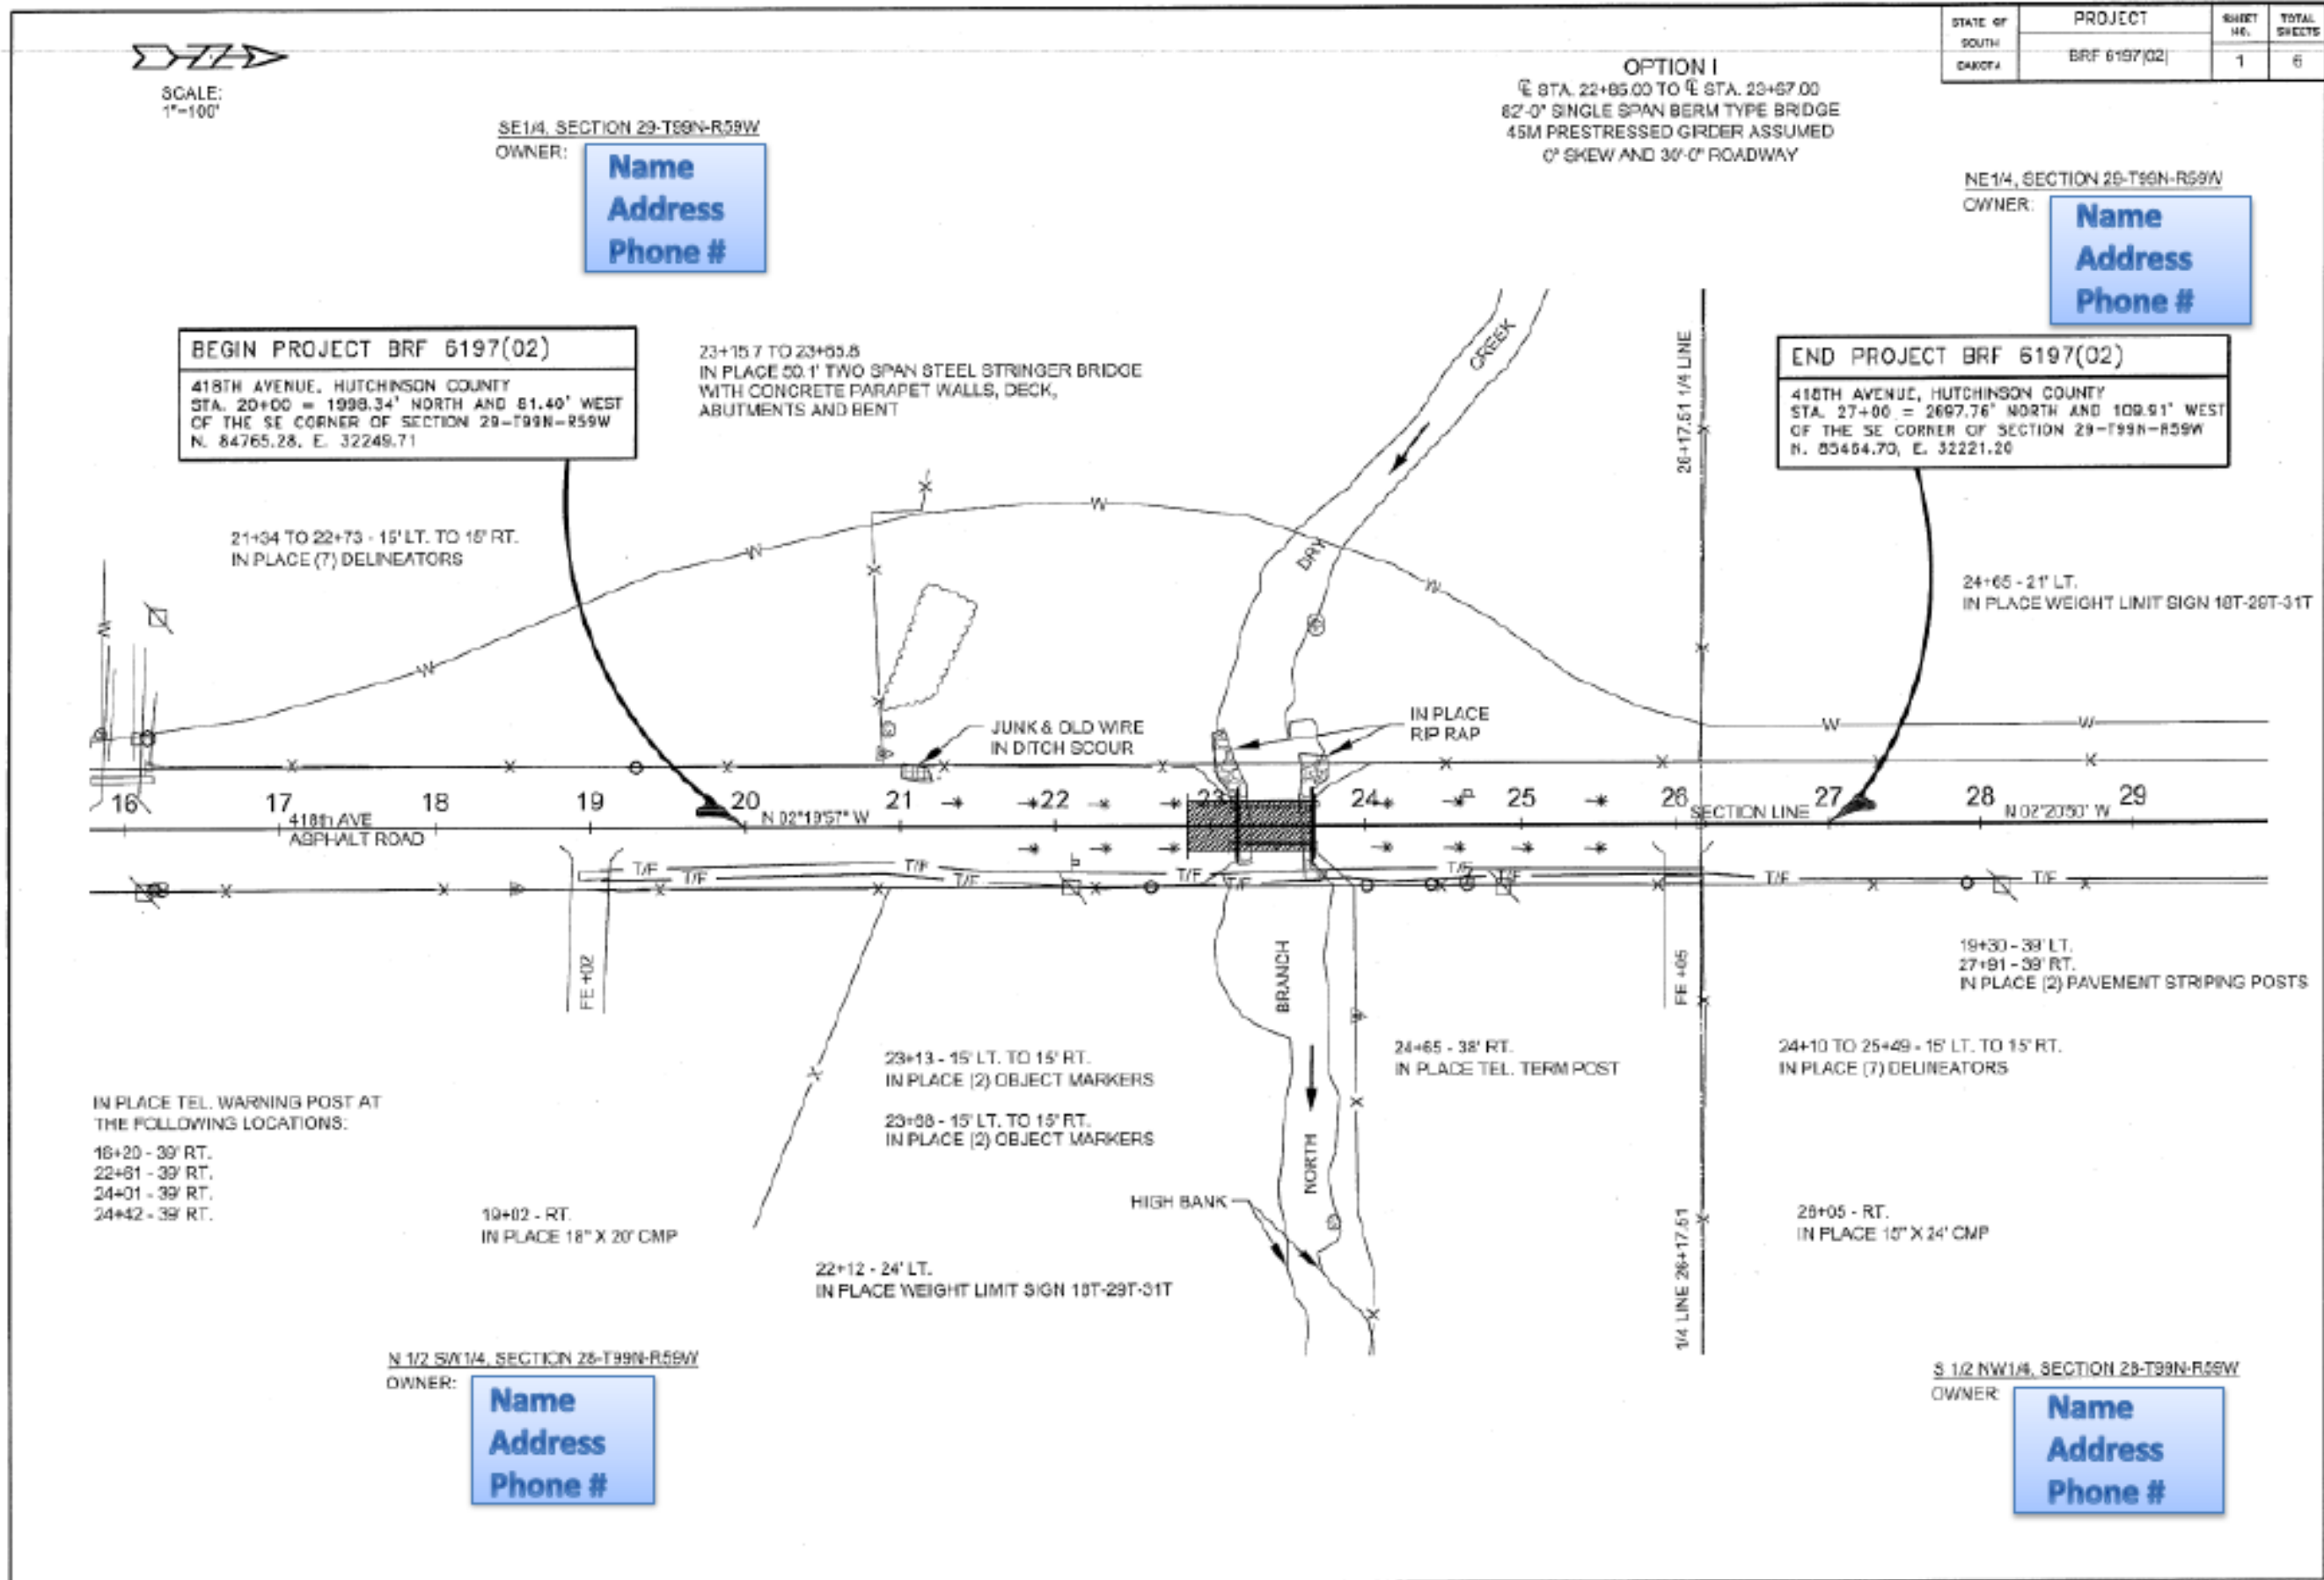 STATE OF SOUTH DAKOTA
PROJECT
BRF 6197(02)
SHEET NO.
1
TOTAL SHEETS
6
SCALE:
1"=100'
OPTION I
℄ STA. 22+85.00 TO ℄ STA. 23+67.00
82'-0" SINGLE SPAN BERM TYPE BRIDGE
45M PRESTRESSED GIRDER ASSUMED
0° SKEW AND 30'-0" ROADWAY
SE1/4, SECTION 29-T99N-R59W
OWNER:
Name
Address
Phone #
NE1/4, SECTION 29-T99N-R59W
OWNER:
Name
Address
Phone #
BEGIN PROJECT BRF 6197(02)
418TH AVENUE, HUTCHINSON COUNTY
STA. 20+00 = 1998.34' NORTH AND 81.40' WEST
OF THE SE CORNER OF SECTION 29-T99N-R59W
N. 84765.28, E. 32249.71
23+15.7 TO 23+65.8
IN PLACE 50.1' TWO SPAN STEEL STRINGER BRIDGE
WITH CONCRETE PARAPET WALLS, DECK,
ABUTMENTS AND BENT
END PROJECT BRF 6197(02)
418TH AVENUE, HUTCHINSON COUNTY
STA. 27+00 = 2697.76' NORTH AND 109.91' WEST
OF THE SE CORNER OF SECTION 29-T99N-R59W
N. 85464.70, E. 32221.20
CREEK
DRY
26+17.51 1/4 LINE
21+34 TO 22+73 - 15' LT. TO 15' RT.
IN PLACE (7) DELINEATORS
24+65 - 21' LT.
IN PLACE WEIGHT LIMIT SIGN 18T-29T-31T
W W W W W W W
JUNK & OLD WIRE
IN DITCH SCOUR
IN PLACE
RIP RAP
16 17 18 19 20 21 22 23 24 25 26 27 28 29
418th AVE
ASPHALT ROAD
N 02°19'57" W
SECTION LINE
N 02°20'50" W
T/F T/F T/F T/F T/F T/F T/F T/F T/F T/F
FE +02
BRANCH
NORTH
FE +05
19+30 - 39' LT.
27+91 - 39' RT.
IN PLACE (2) PAVEMENT STRIPING POSTS
23+13 - 15' LT. TO 15' RT.
IN PLACE (2) OBJECT MARKERS
23+68 - 15' LT. TO 15' RT.
IN PLACE (2) OBJECT MARKERS
24+65 - 38' RT.
IN PLACE TEL. TERM POST
24+10 TO 25+49 - 15' LT. TO 15' RT.
IN PLACE (7) DELINEATORS
IN PLACE TEL. WARNING POST AT
THE FOLLOWING LOCATIONS:
16+20 - 39' RT.
22+61 - 39' RT.
24+01 - 39' RT.
24+42 - 39' RT.
19+02 - RT.
IN PLACE 18" X 20' CMP
HIGH BANK
22+12 - 24' LT.
IN PLACE WEIGHT LIMIT SIGN 18T-29T-31T
26+05 - RT.
IN PLACE 15" X 24' CMP
1/4 LINE 26+17.51
N 1/2 SW1/4, SECTION 28-T99N-R59W
OWNER:
Name
Address
Phone #
S 1/2 NW1/4, SECTION 28-T99N-R59W
OWNER:
Name
Address
Phone #